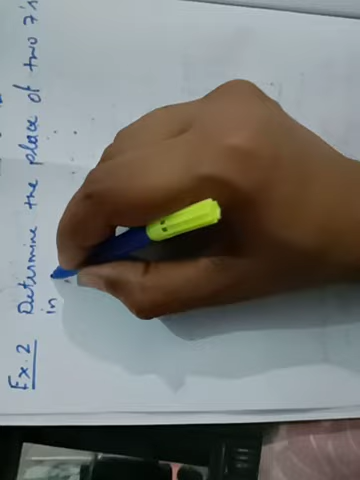 Ex. 2 Determine the place of two 7's
in